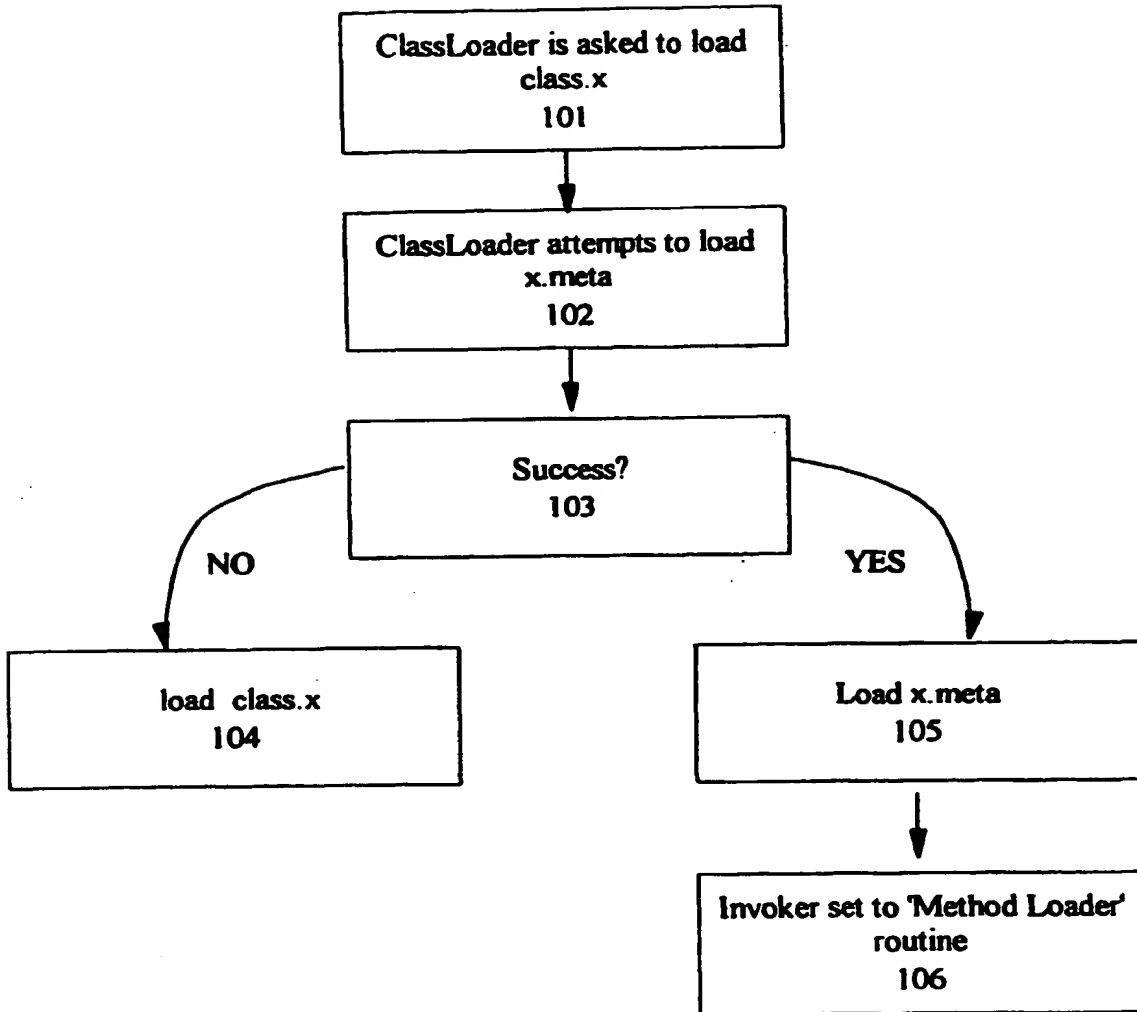 ClassLoader is asked to load
class.x
101
ClassLoader attempts to load
x.meta
102
Success?
103
NO
YES
load class.x
104
Load x.meta
105
Invoker set to 'Method Loader'
routine
106